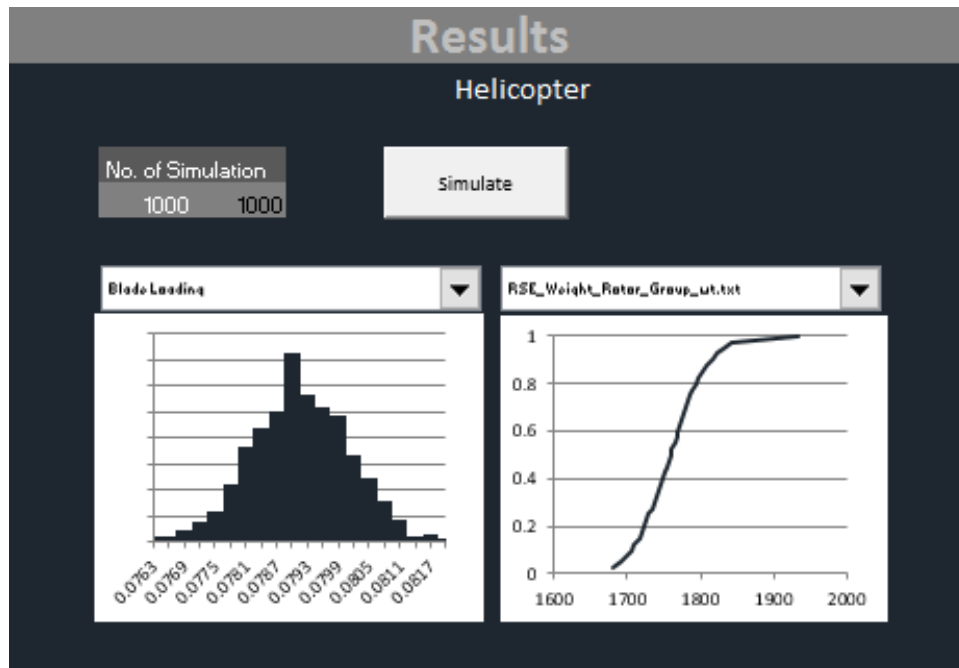 Results
Helicopter
No. of Simulation
1000 1000
Simulate
Blade Loading
RSE_Weight_Rotor_Group_wt.txt
0.0763 0.0769 0.0775 0.0781 0.0787 0.0793 0.0799 0.0805 0.0811 0.0817
1
0.8
0.6
0.4
0.2
0
1600 1700 1800 1900 2000